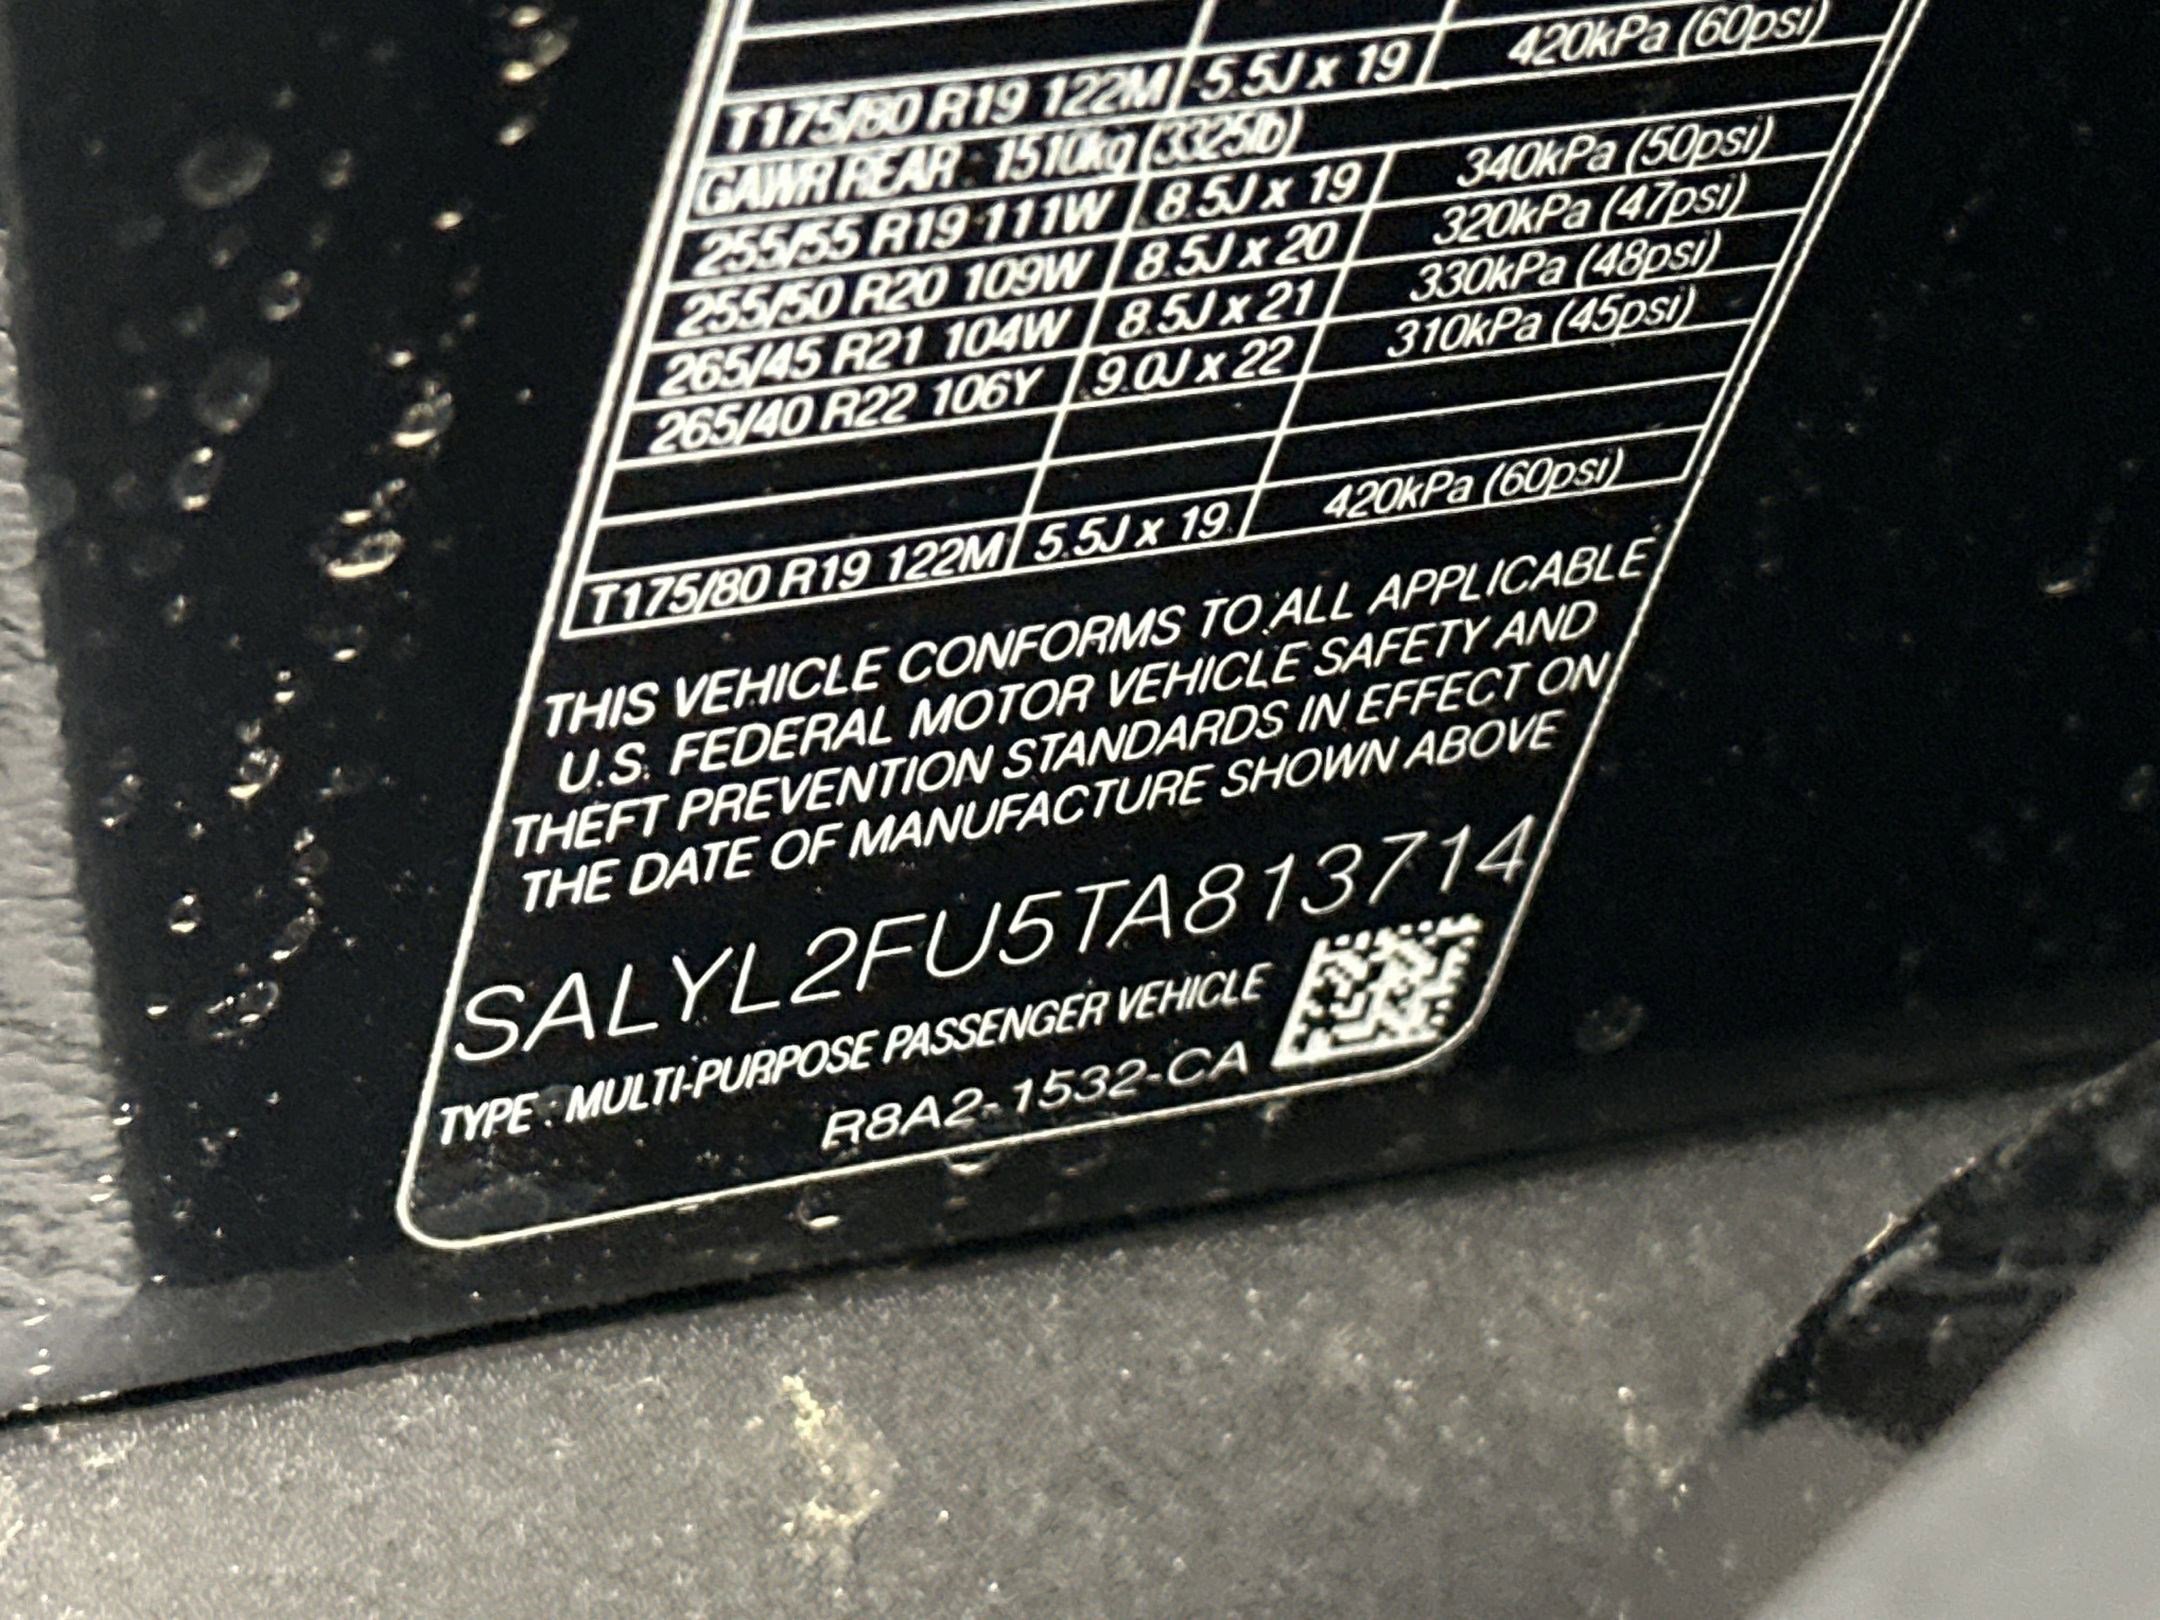 T175/80 R19 122M 5.5J x 19 420kPa (60psi)
GAWR REAR : 1510kg (3325lb)
255/55 R19 111W 8.5J x 19 340kPa (50psi)
255/50 R20 109W 8.5J x 20 320kPa (47psi)
265/45 R21 104W 8.5J x 21 330kPa (48psi)
265/40 R22 106Y 9.0J x 22 310kPa (45psi)
T175/80 R19 122M 5.5J x 19 420kPa (60psi)
THIS VEHICLE CONFORMS TO ALL APPLICABLE
U.S. FEDERAL MOTOR VEHICLE SAFETY AND
THEFT PREVENTION STANDARDS IN EFFECT ON
THE DATE OF MANUFACTURE SHOWN ABOVE
SALYL2FU5TA813714
TYPE : MULTI-PURPOSE PASSENGER VEHICLE
R8A2-1532-CA